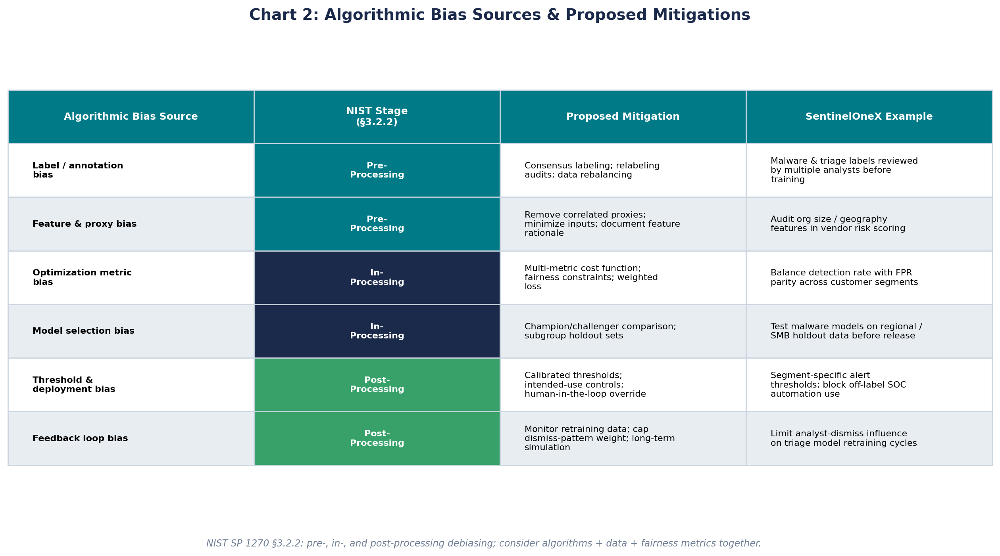 Chart 2: Algorithmic Bias Sources & Proposed Mitigations
Algorithmic Bias Source
NIST Stage
(§3.2.2)
Proposed Mitigation
SentinelOneX Example
Label / annotation
bias
Pre-
Processing
Consensus labeling; relabeling
audits; data rebalancing
Malware & triage labels reviewed
by multiple analysts before
training
Feature & proxy bias
Pre-
Processing
Remove correlated proxies;
minimize inputs; document feature
rationale
Audit org size / geography
features in vendor risk scoring
Optimization metric
bias
In-
Processing
Multi-metric cost function;
fairness constraints; weighted
loss
Balance detection rate with FPR
parity across customer segments
Model selection bias
In-
Processing
Champion/challenger comparison;
subgroup holdout sets
Test malware models on regional /
SMB holdout data before release
Threshold &
deployment bias
Post-
Processing
Calibrated thresholds;
intended-use controls;
human-in-the-loop override
Segment-specific alert
thresholds; block off-label SOC
automation use
Feedback loop bias
Post-
Processing
Monitor retraining data; cap
dismiss-pattern weight; long-term
simulation
Limit analyst-dismiss influence
on triage model retraining cycles
NIST SP 1270 §3.2.2: pre-, in-, and post-processing debiasing; consider algorithms + data + fairness metrics together.